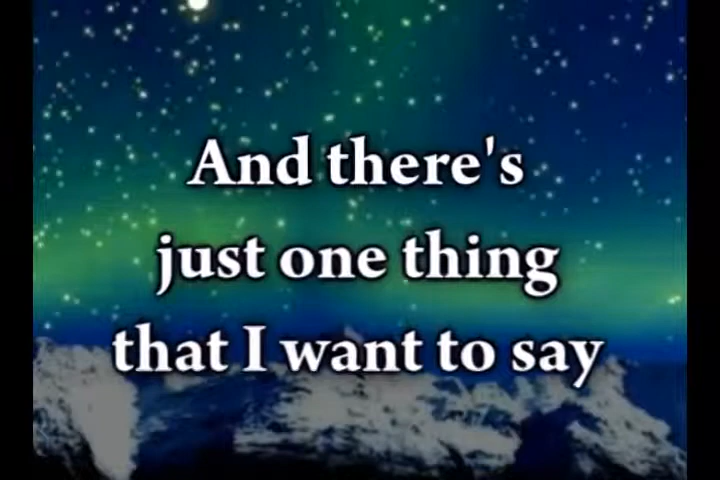 And there's
just one thing
that I want to say